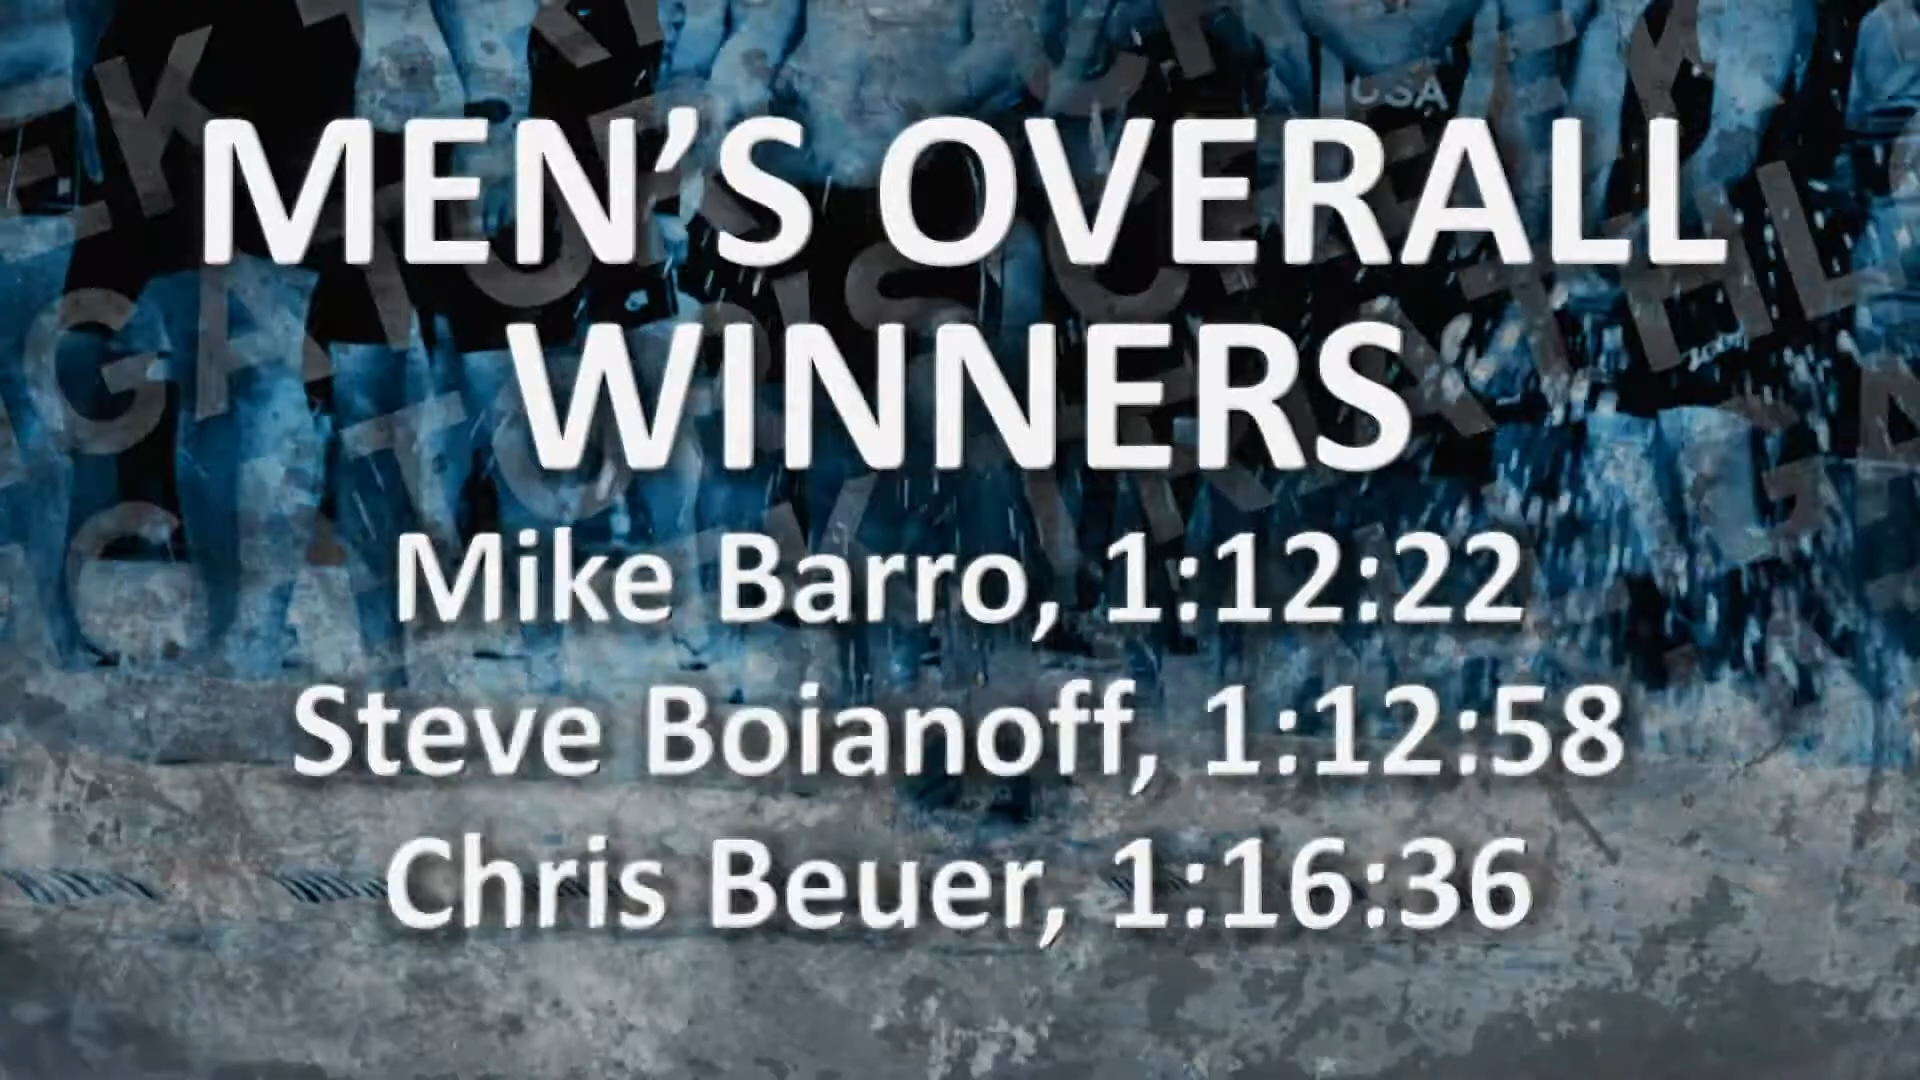 MEN’S OVERALL
WINNERS
Mike Barro, 1:12:22
Steve Boianoff, 1:12:58
Chris Beuer, 1:16:36